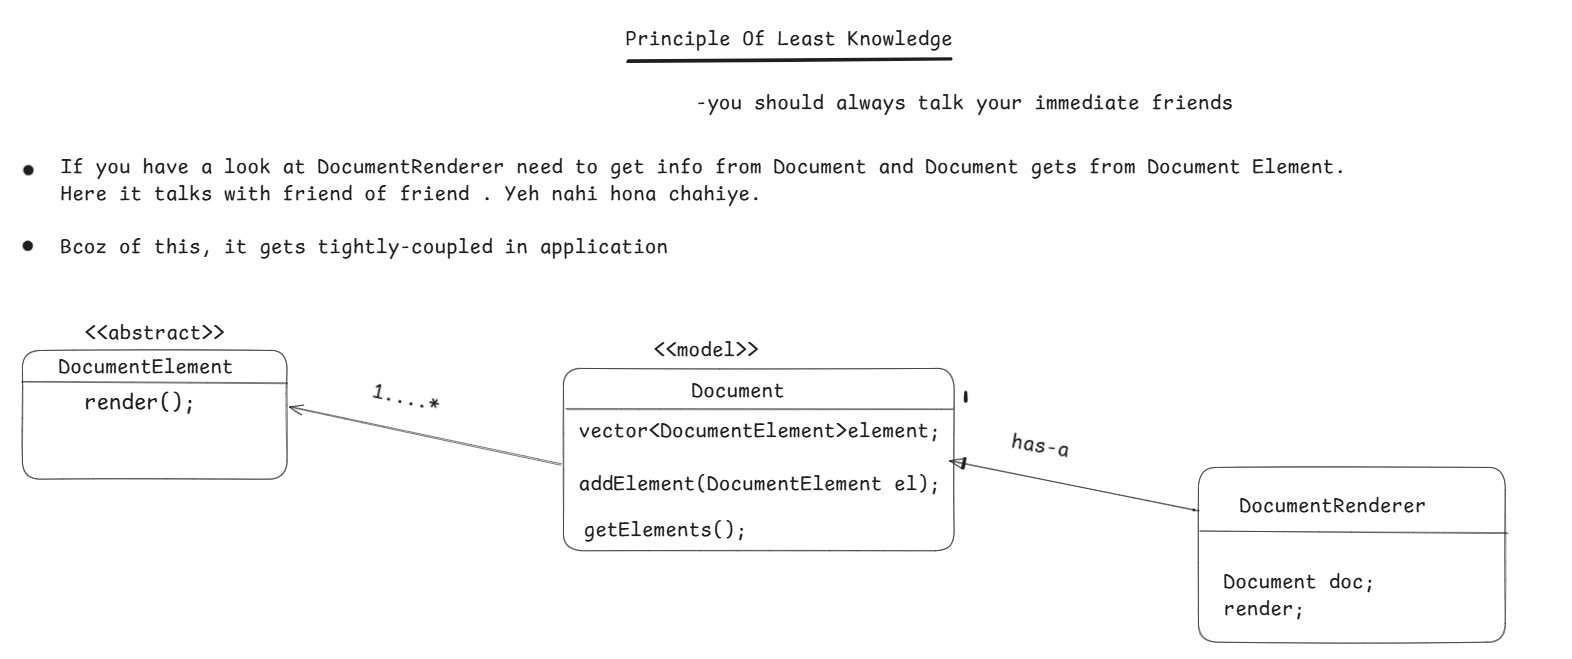 Principle Of Least Knowledge
-you should always talk your immediate friends
If you have a look at DocumentRenderer need to get info from Document and Document gets from Document Element.
Here it talks with friend of friend . Yeh nahi hona chahiye.
Bcoz of this, it gets tightly-coupled in application
<<abstract>>
DocumentElement
render();
1....*
<<model>>
Document
vector<DocumentElement>element;
addElement(DocumentElement el);
getElements();
has-a
DocumentRenderer
Document doc;
render;